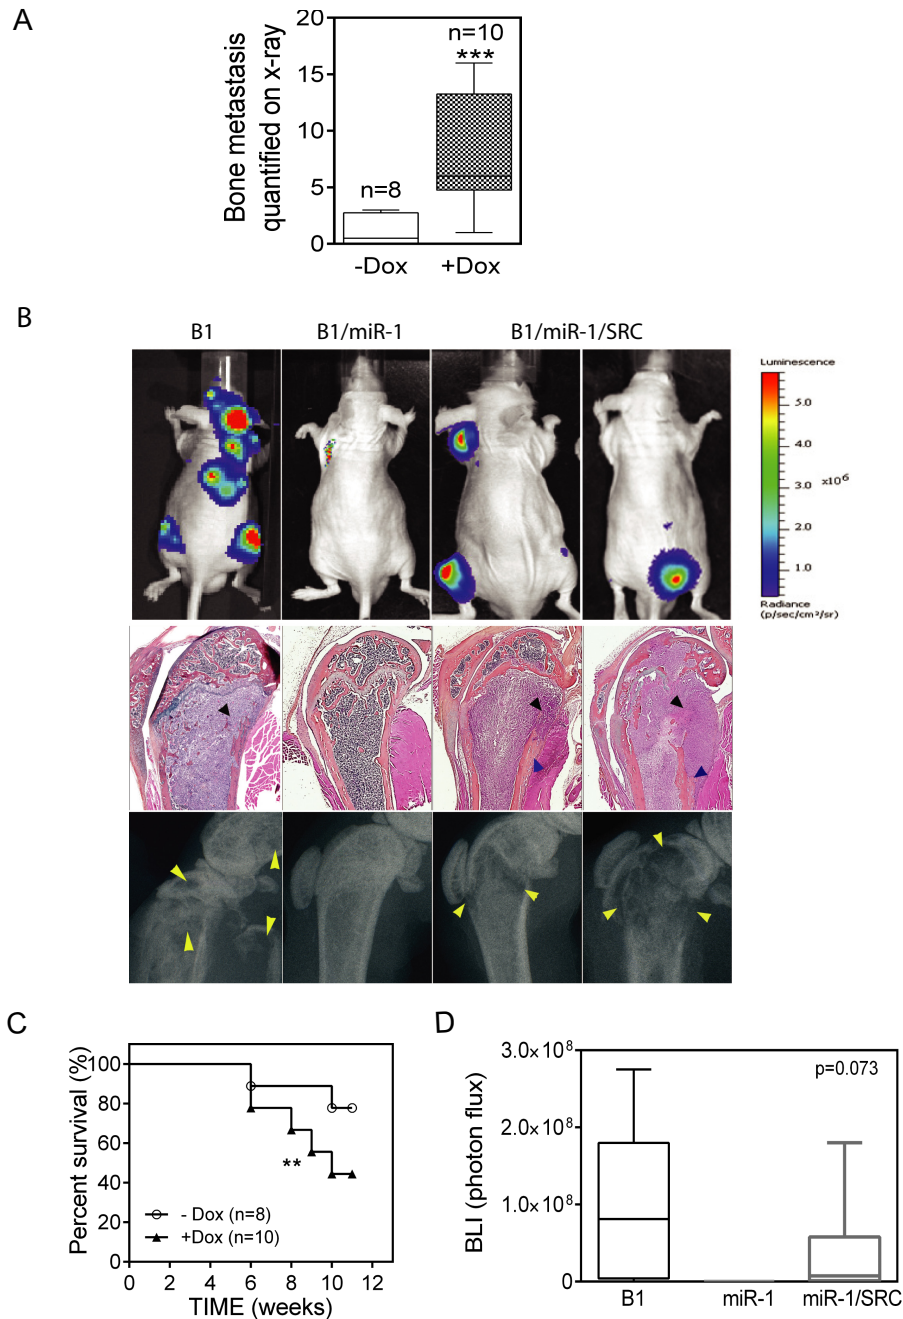 A
Bone metastasis
quantified on x-ray
20
15
10
5
0
n=8
n=10
***
-Dox
+Dox
B
B1
B1/miR-1
B1/miR-1/SRC
Luminescence
5.0
4.0
3.0
x10⁶
2.0
1.0
Radiance
(p/sec/cm²/sr)
C
Percent survival (%)
100
80
60
40
20
0
**
- Dox (n=8)
+Dox (n=10)
0 2 4 6 8 10 12
TIME (weeks)
D
BLI (photon flux)
3.0×10⁸
2.0×10⁸
1.0×10⁸
0
p=0.073
B1
miR-1
miR-1/SRC